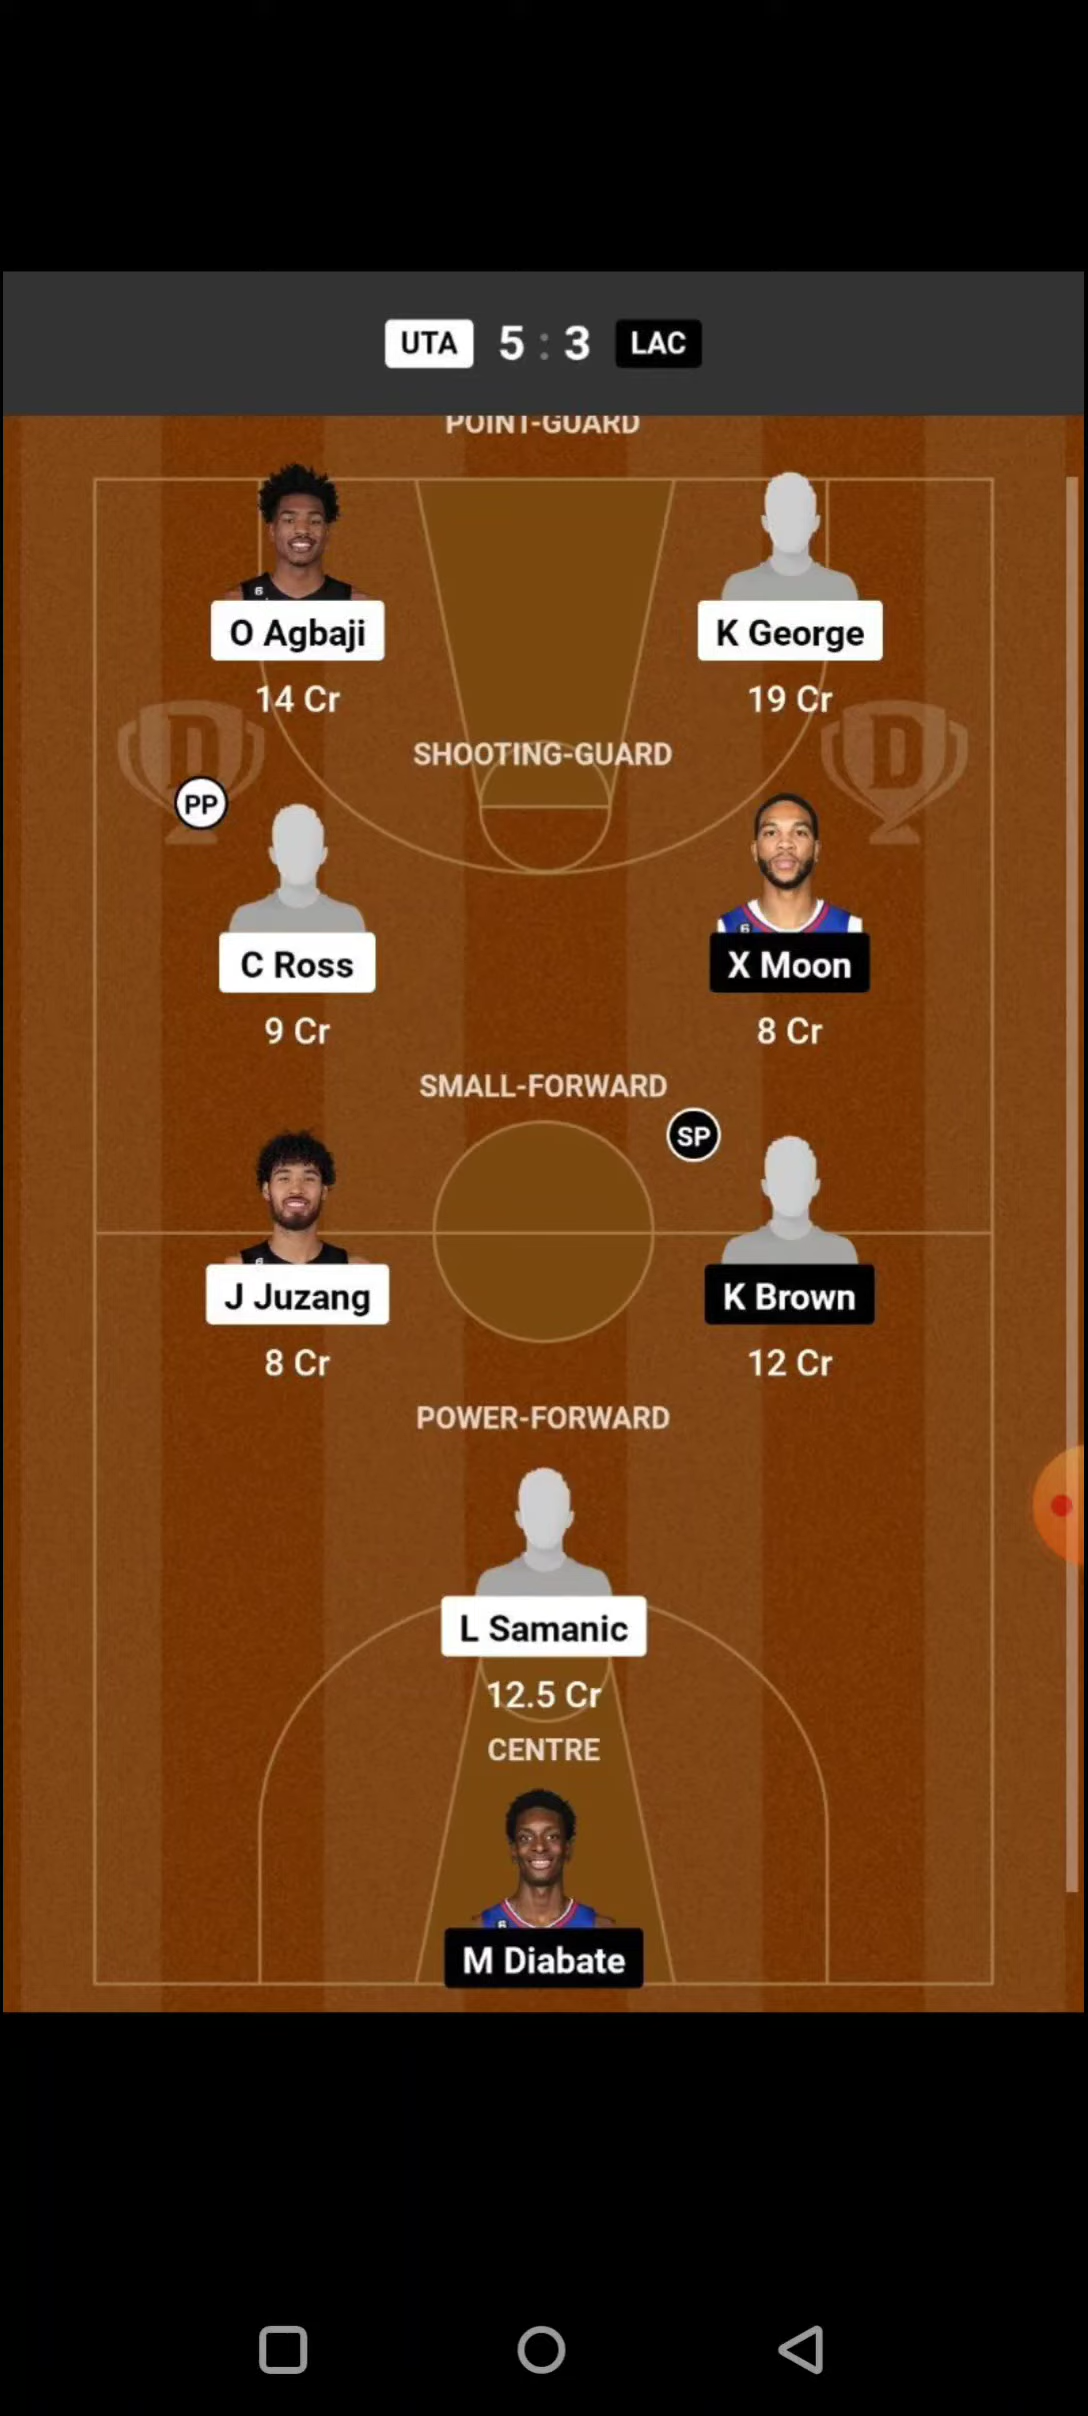 UTA 5 : 3 LAC
POINT-GUARD
O Agbaji K George
14 Cr 19 Cr
SHOOTING-GUARD
PP
C Ross X Moon
9 Cr 8 Cr
SMALL-FORWARD
SP
J Juzang K Brown
8 Cr 12 Cr
POWER-FORWARD
L Samanic
12.5 Cr
CENTRE
M Diabate